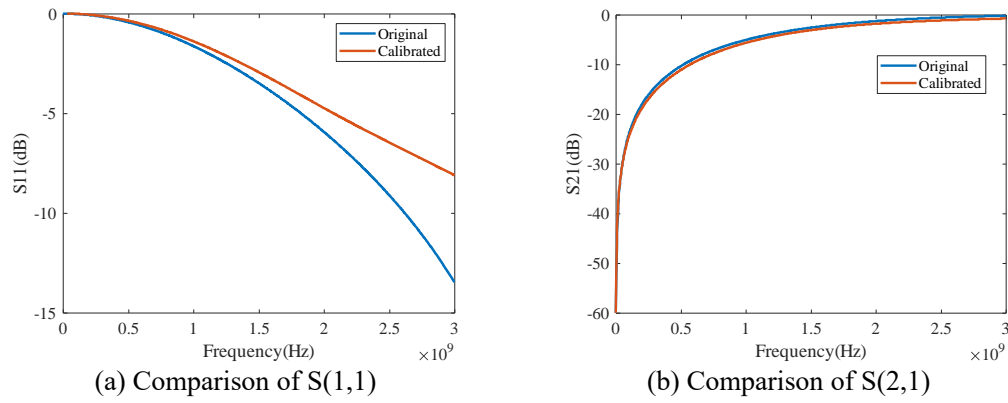 0
-5
-10
-15
S11(dB)
Original
Calibrated
0 0.5 1 1.5 2 2.5 3
Frequency(Hz)
×10⁹
(a) Comparison of S(1,1)
0
-10
-20
-30
-40
-50
-60
S21(dB)
Original
Calibrated
0 0.5 1 1.5 2 2.5 3
Frequency(Hz)
×10⁹
(b) Comparison of S(2,1)